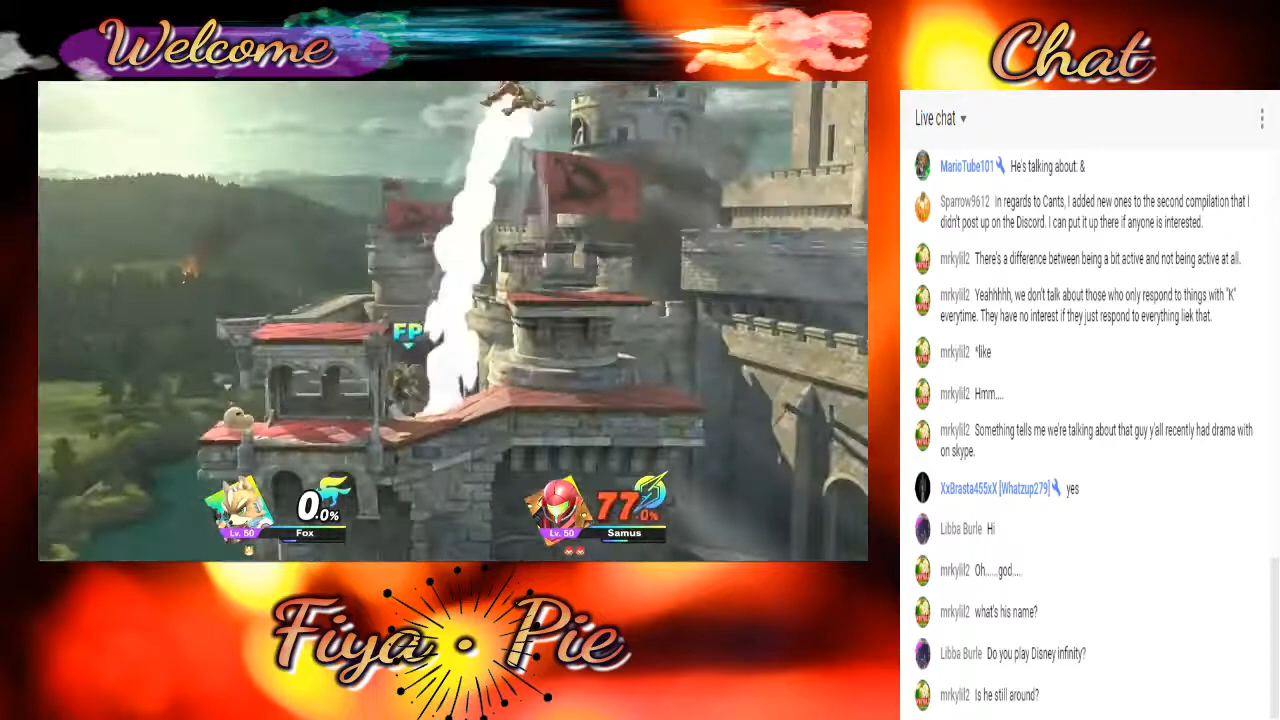 Welcome
Chat
Live chat
MarioTube101 He's talking about: &
Sparrow9612 In regards to Cants, I added new ones to the second compilation that I
didn't post up on the Discord. I can put it up there if anyone is interested.
mrkylil2 There's a difference between being a bit active and not being active at all.
mrkylil2 Yeahhhhh, we don't talk about those who only respond to things with "K"
everytime. They have no interest if they just respond to everything liek that.
mrkylil2 *like
mrkylil2 Hmm....
mrkylil2 Something tells me we're talking about that guy y'all recently had drama with
on skype.
XxBrasta455xX [Whatzup279] yes
Libba Burle Hi
mrkylil2 Oh......god.....
mrkylil2 what's his name?
Libba Burle Do you play Disney infinity?
mrkylil2 Is he still around?
FP
0.0%
Lv. 50
Fox
77.0%
Lv. 50
Samus
Fiya • Pie